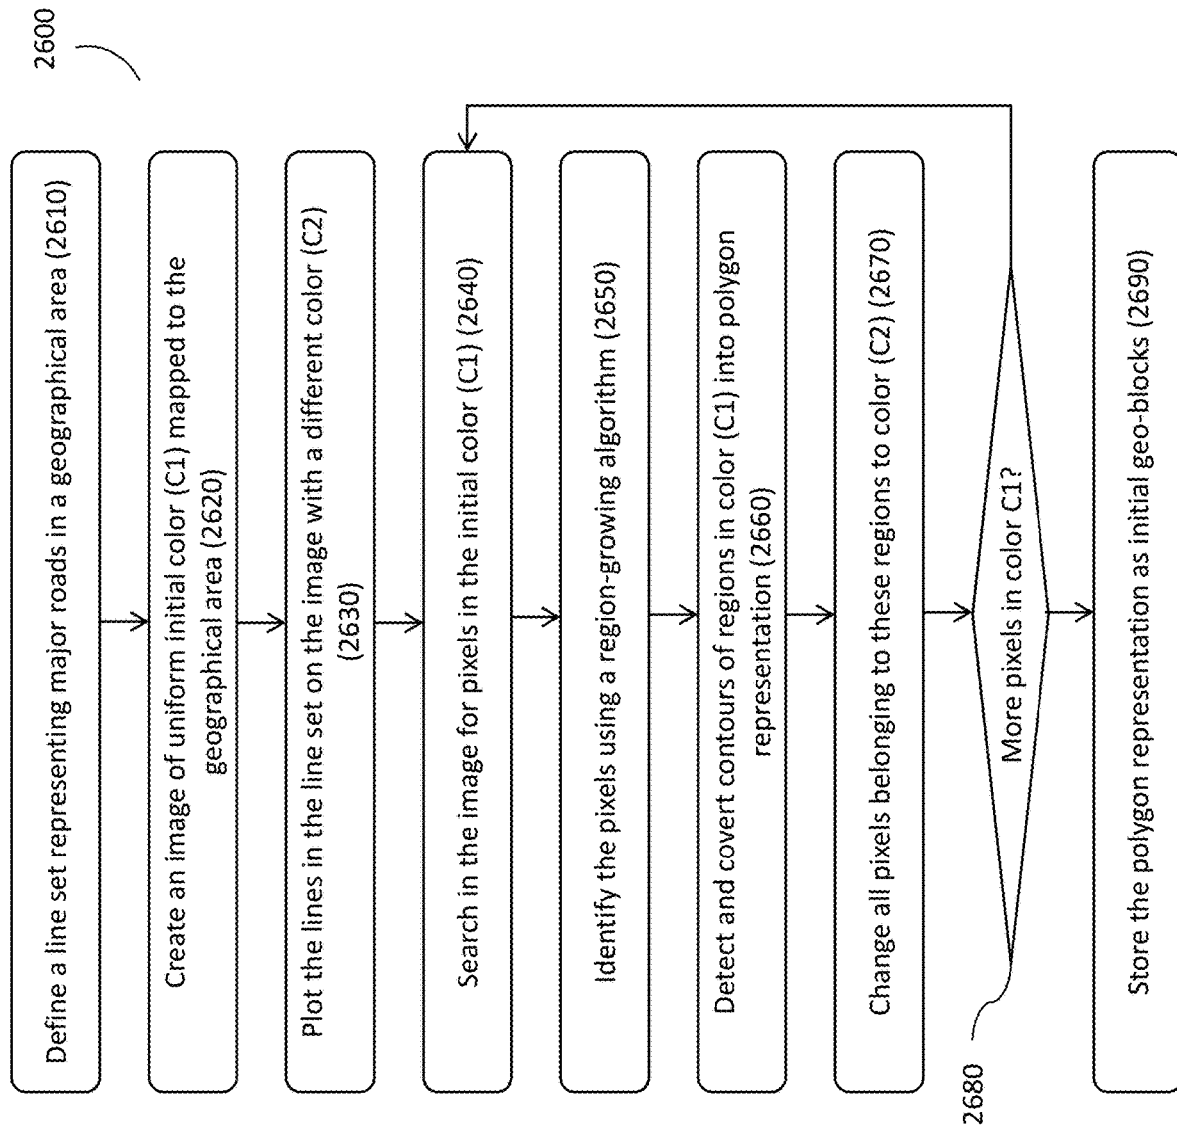 2600
Define a line set representing major roads in a geographical area (2610)
Create an image of uniform initial color (C1) mapped to the
geographical area (2620)
Plot the lines in the line set on the image with a different color (C2)
(2630)
Search in the image for pixels in the initial color (C1) (2640)
Identify the pixels using a region-growing algorithm (2650)
Detect and covert contours of regions in color (C1) into polygon
representation (2660)
Change all pixels belonging to these regions to color (C2) (2670)
More pixels in color C1?
2680
Store the polygon representation as initial geo-blocks (2690)